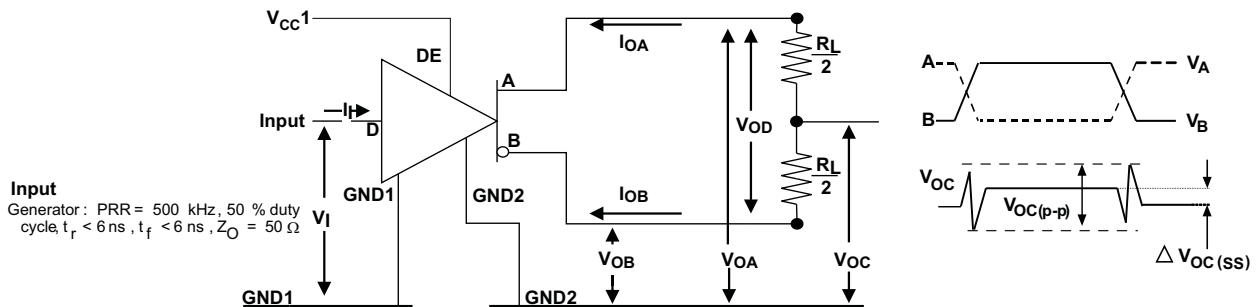 VCC1
DE
A
IOA
RL
2
Input
II
D
B
VOD
RL
2
GND1
GND2
IOB
Input
Generator: PRR = 500 kHz, 50 % duty
cycle, tr < 6 ns, tf < 6 ns, ZO = 50 Ω
VI
VOB
VOA
VOC
GND1
GND2
A
VA
B
VB
VOC
VOC(p-p)
Δ VOC(SS)